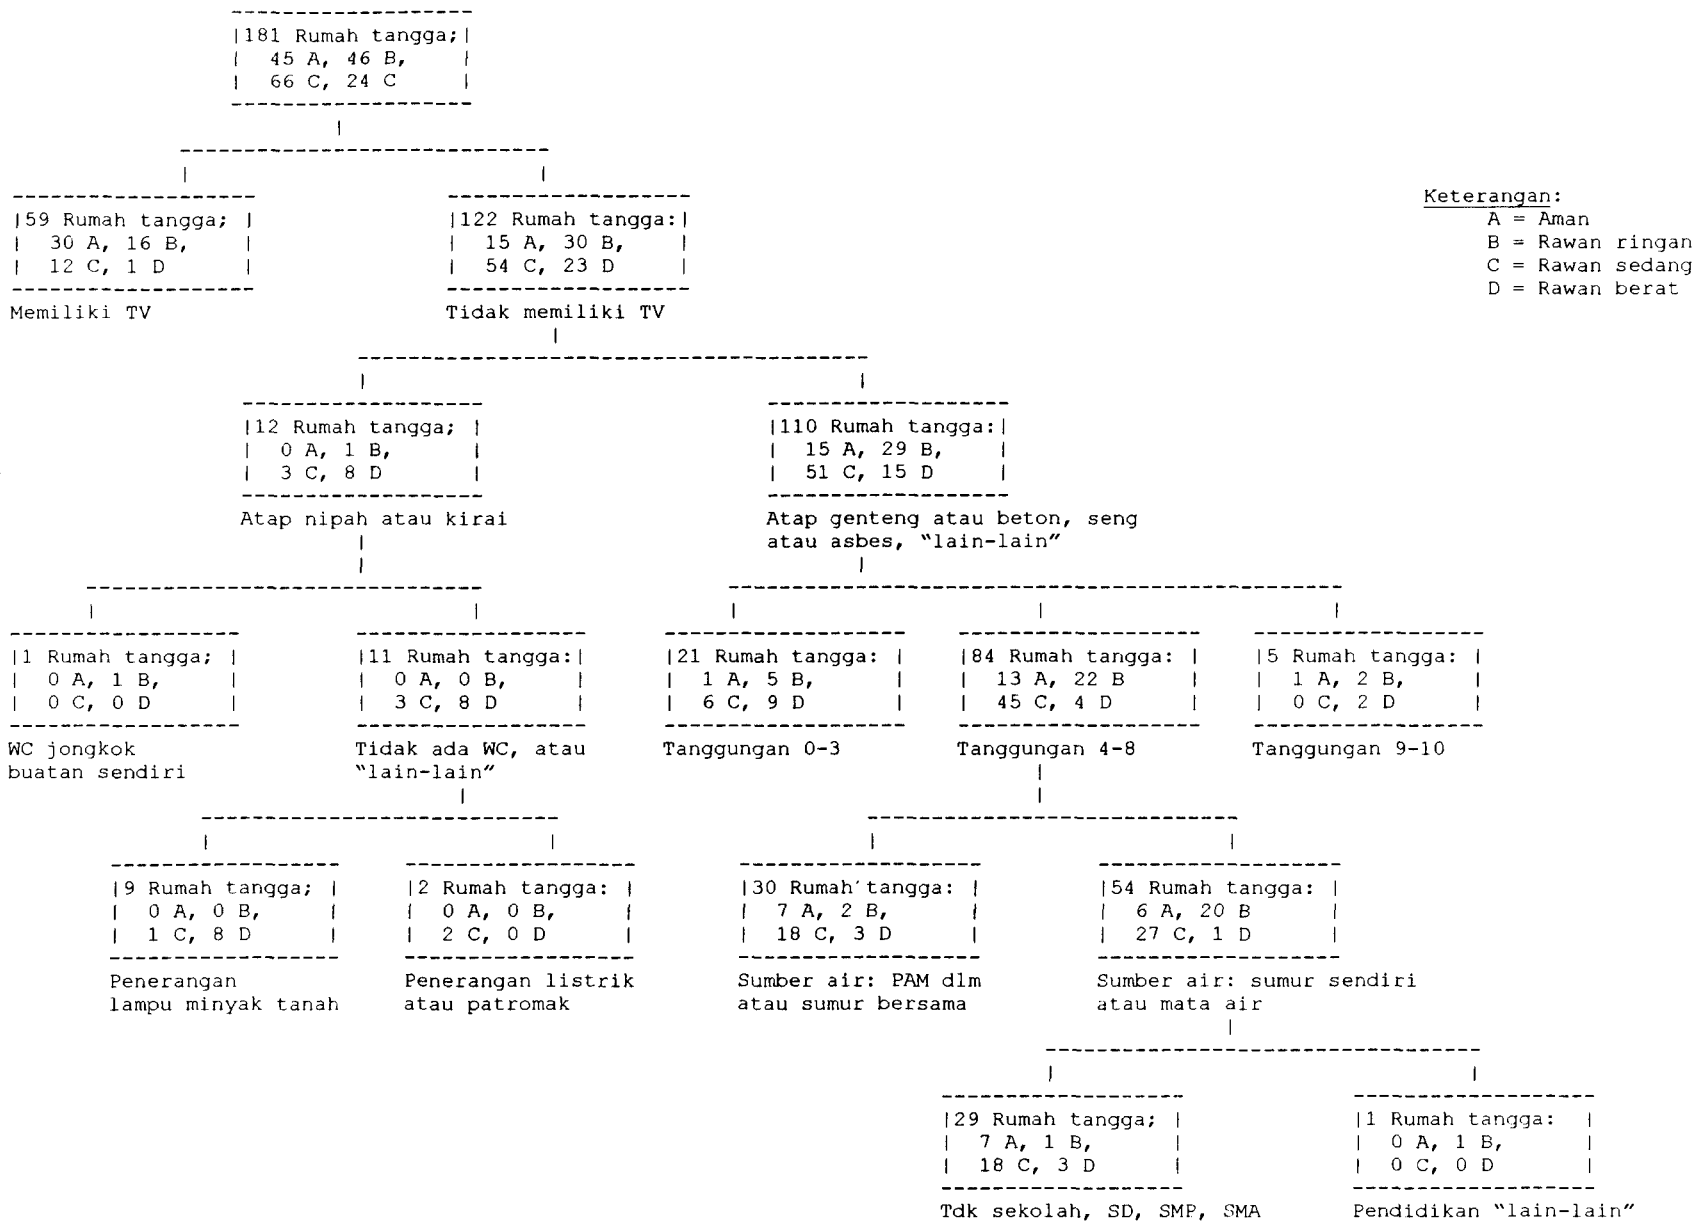 181 Rumah tangga;
45 A, 46 B,
66 C, 24 C
59 Rumah tangga;
30 A, 16 B,
12 C, 1 D
Memiliki TV
122 Rumah tangga:
15 A, 30 B,
54 C, 23 D
Tidak memiliki TV
Keterangan:
A = Aman
B = Rawan ringan
C = Rawan sedang
D = Rawan berat
12 Rumah tangga;
0 A, 1 B,
3 C, 8 D
Atap nipah atau kirai
110 Rumah tangga:
15 A, 29 B,
51 C, 15 D
Atap genteng atau beton, seng
atau asbes, "lain-lain"
1 Rumah tangga;
0 A, 1 B,
0 C, 0 D
WC jongkok
buatan sendiri
11 Rumah tangga:
0 A, 0 B,
3 C, 8 D
Tidak ada WC, atau
"lain-lain"
21 Rumah tangga:
1 A, 5 B,
6 C, 9 D
Tanggungan 0-3
84 Rumah tangga:
13 A, 22 B
45 C, 4 D
Tanggungan 4-8
5 Rumah tangga:
1 A, 2 B,
0 C, 2 D
Tanggungan 9-10
9 Rumah tangga;
0 A, 0 B,
1 C, 8 D
Penerangan
lampu minyak tanah
2 Rumah tangga:
0 A, 0 B,
2 C, 0 D
Penerangan listrik
atau patromak
30 Rumah tangga:
7 A, 2 B,
18 C, 3 D
Sumber air: PAM dlm
atau sumur bersama
54 Rumah tangga:
6 A, 20 B
27 C, 1 D
Sumber air: sumur sendiri
atau mata air
29 Rumah tangga;
7 A, 1 B,
18 C, 3 D
Tdk sekolah, SD, SMP, SMA
1 Rumah tangga:
0 A, 1 B,
0 C, 0 D
Pendidikan "lain-lain"